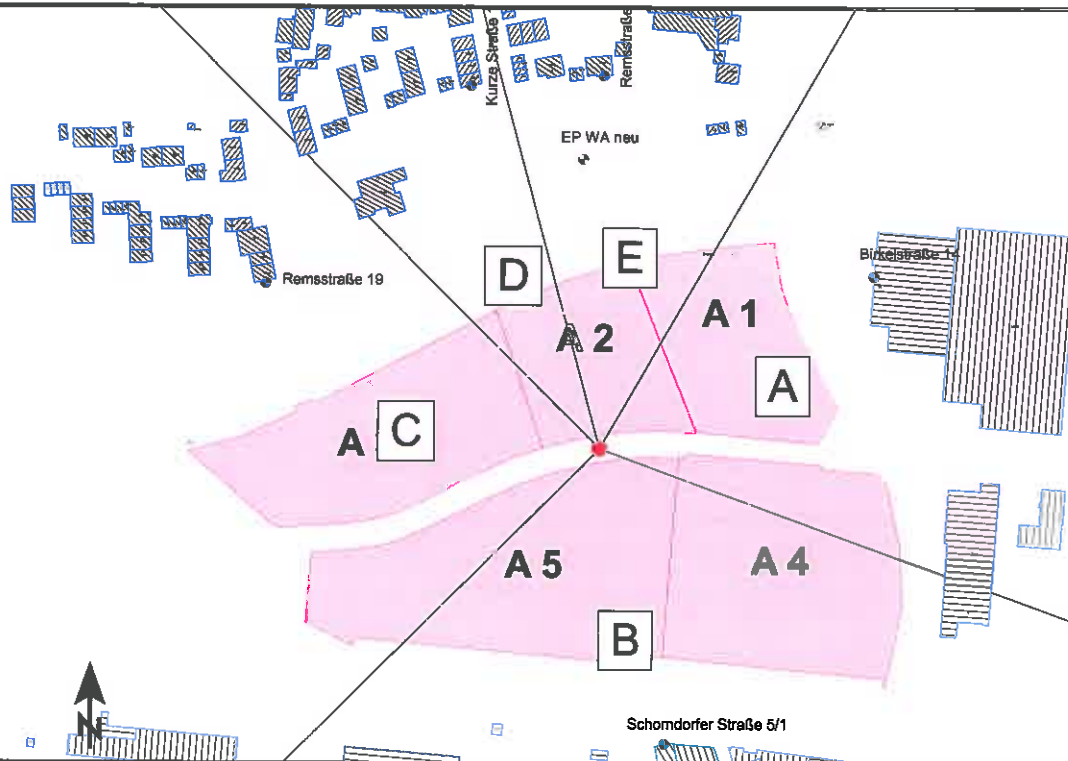 Kurze Straße
Remsstraße
EP WA neu
Remsstraße 19
Birkelstraße 14
D
E
A 2
A 1
A
A
C
A 5
A 4
B
N
Schorndorfer Straße 5/1